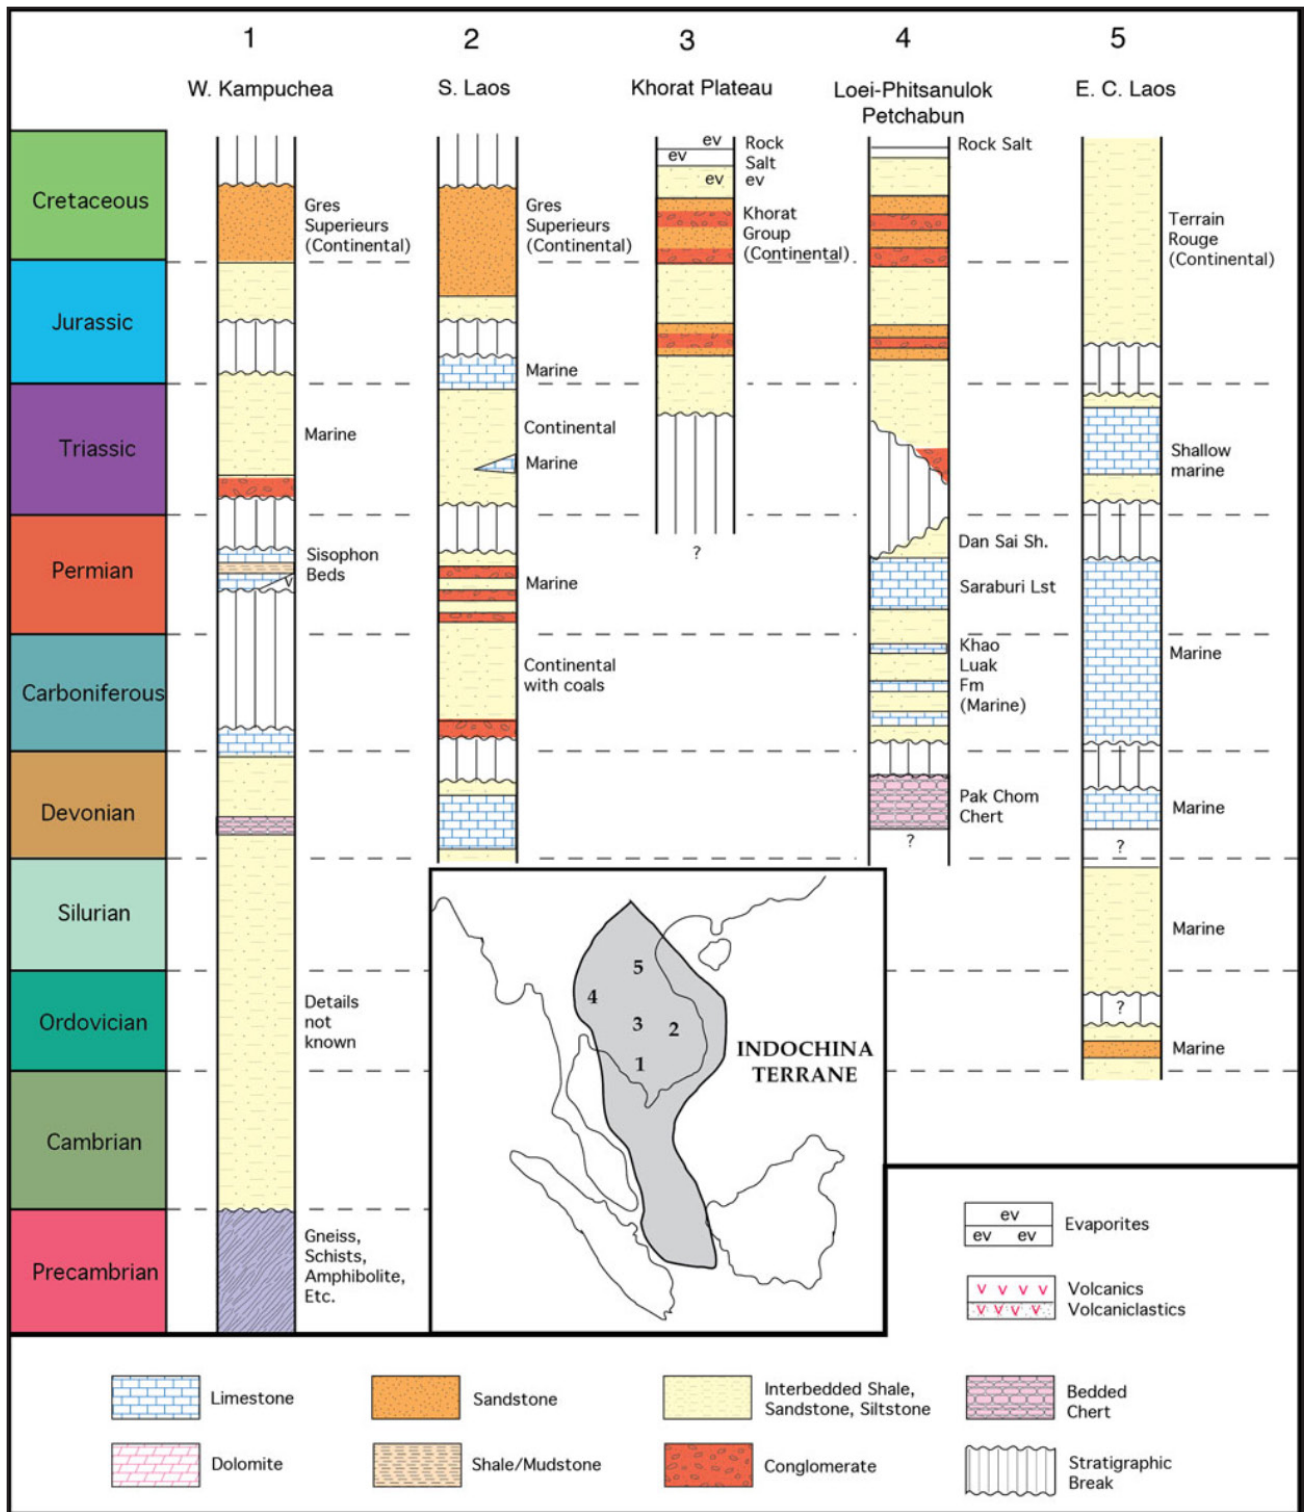 1
2
3
4
5
W. Kampuchea
S. Laos
Khorat Plateau
Loei-Phitsanulok
Petchabun
E. C. Laos
Cretaceous
Jurassic
Triassic
Permian
Carboniferous
Devonian
Silurian
Ordovician
Cambrian
Precambrian
Gres
Superieurs
(Continental)
Marine
Sisophon
Beds
v
Details
not
known
Gneiss,
Schists,
Amphibolite,
Etc.
Gres
Superieurs
(Continental)
Marine
Continental
Marine
Marine
Continental
with coals
ev
ev
ev
Rock
Salt
ev
Khorat
Group
(Continental)
?
Rock Salt
Dan Sai Sh.
Saraburi Lst
Khao
Luak
Fm
(Marine)
Pak Chom
Chert
?
Terrain
Rouge
(Continental)
Shallow
marine
Marine
Marine
?
Marine
?
Marine
5
4
3
2
1
INDOCHINA
TERRANE
ev
ev ev
Evaporites
v v v v
v v v v
Volcanics
Volcaniclastics
Limestone
Sandstone
Interbedded Shale,
Sandstone, Siltstone
Bedded
Chert
Dolomite
Shale/Mudstone
Conglomerate
Stratigraphic
Break